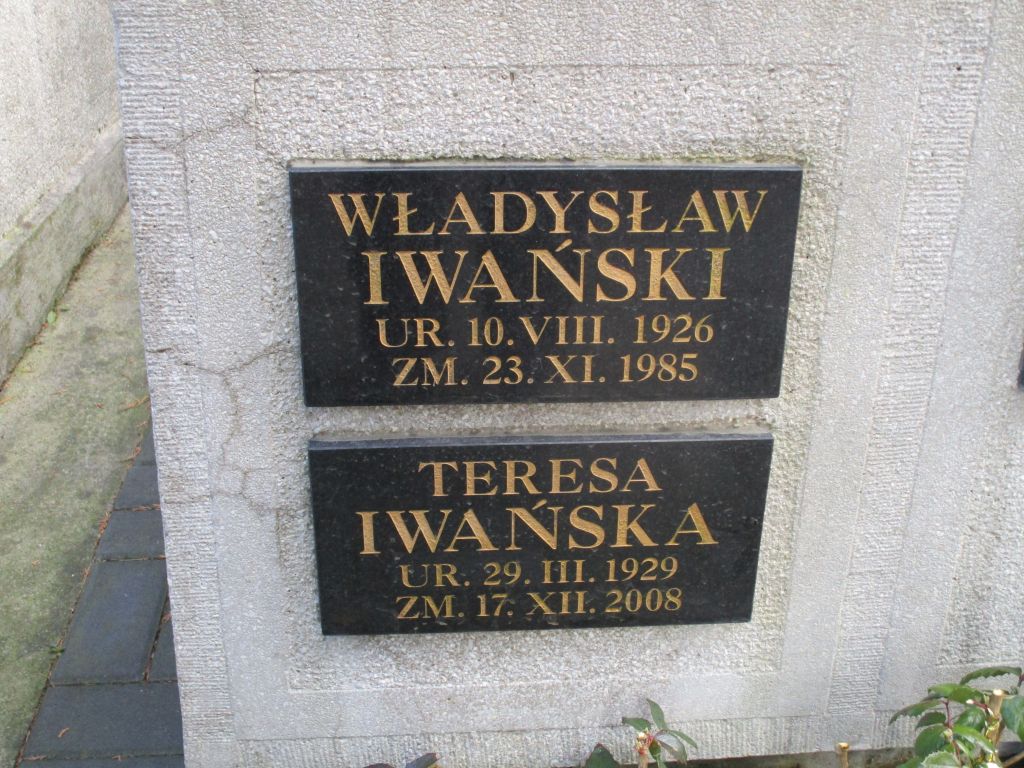 WŁADYSŁAW
IWAŃSKI
UR. 10. VIII. 1926
ZM. 23. XI. 1985
TERESA
IWAŃSKA
UR. 29. III. 1929
ZM. 17. XII. 2008